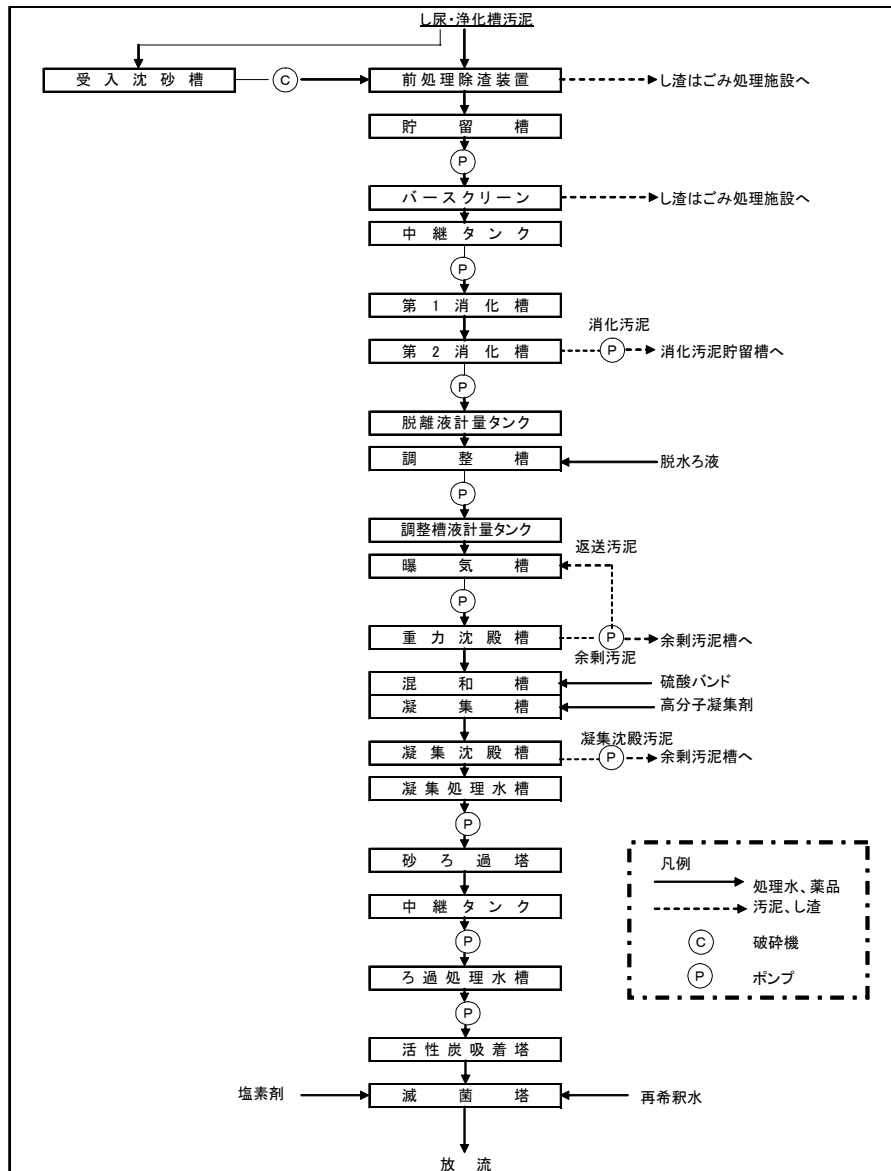 し尿・浄化槽汚泥
受入沈砂槽
C
前処理除渣装置
し渣はごみ処理施設へ
貯留槽
P
バースクリーン
し渣はごみ処理施設へ
中継タンク
P
第1消化槽
消化汚泥
第2消化槽
P
消化汚泥貯留槽へ
P
脱離液計量タンク
調整槽
脱水ろ液
P
調整槽液計量タンク
返送汚泥
曝気槽
P
重力沈殿槽
P
余剰汚泥槽へ
余剰汚泥
混和槽
硫酸バンド
凝集槽
高分子凝集剤
凝集沈殿汚泥
凝集沈殿槽
P
余剰汚泥槽へ
凝集処理水槽
P
砂ろ過塔
中継タンク
P
ろ過処理水槽
P
活性炭吸着塔
塩素剤
滅菌塔
再希釈水
放流
凡例
処理水、薬品
汚泥、し渣
C
破砕機
P
ポンプ